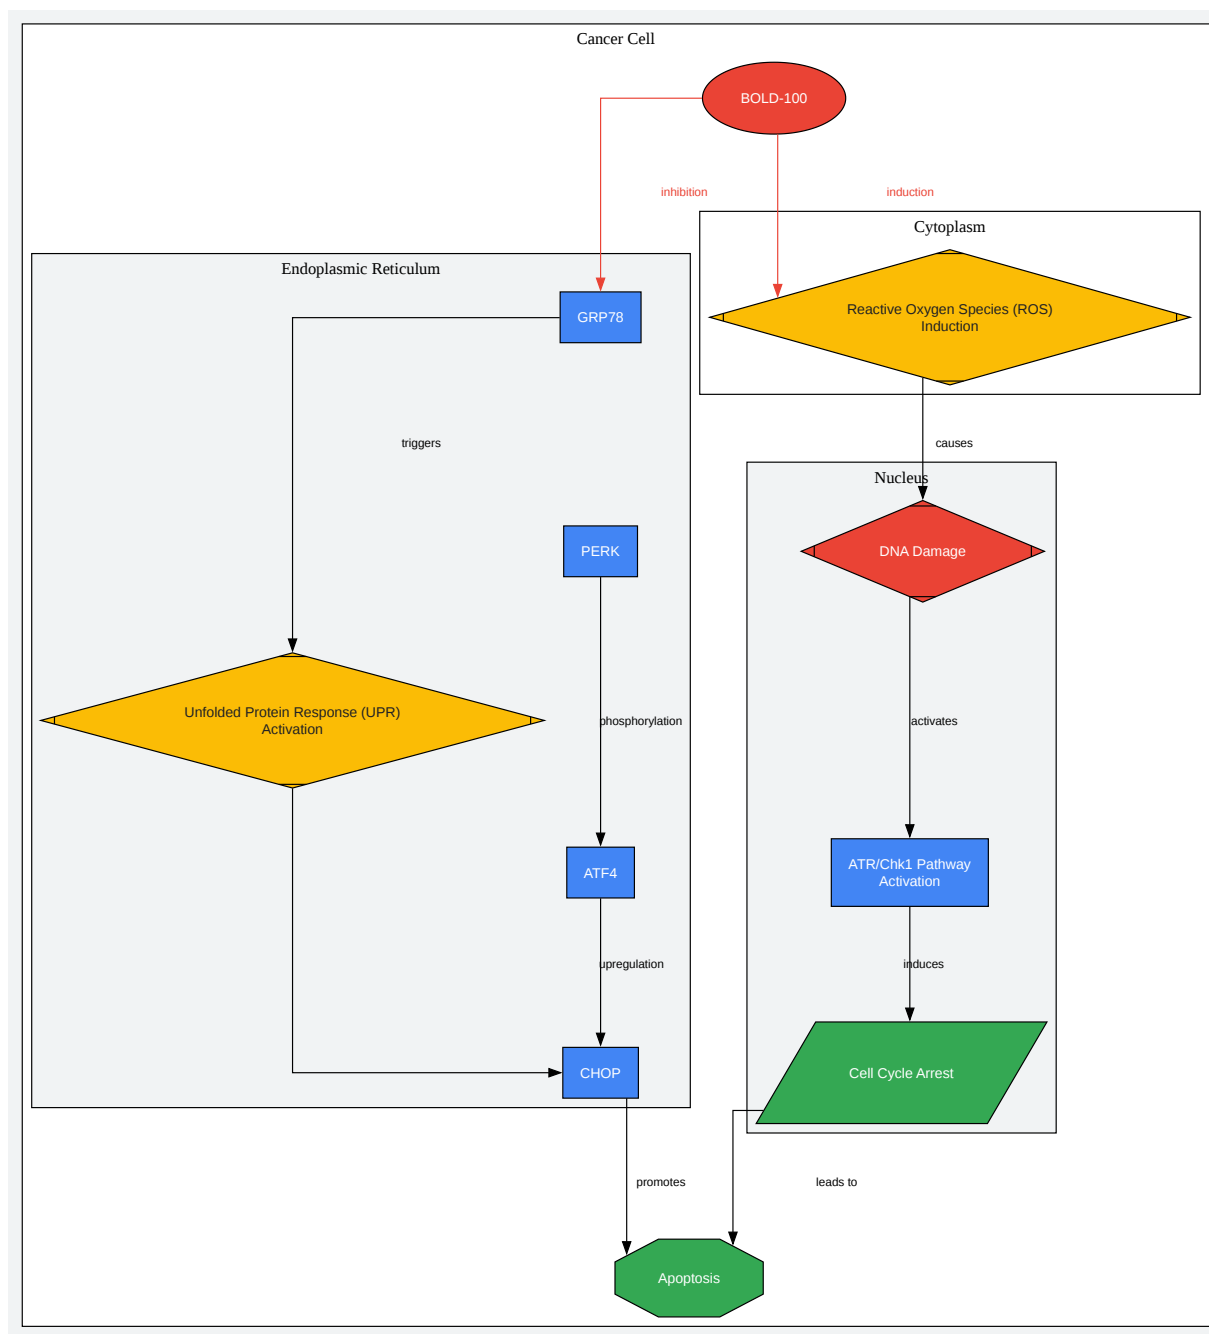 Cancer Cell
BOLD-100
inhibition
induction
Cytoplasm
Reactive Oxygen Species (ROS)
Induction
Endoplasmic Reticulum
GRP78
triggers
causes
Nucleus
PERK
DNA Damage
Unfolded Protein Response (UPR)
Activation
phosphorylation
activates
ATF4
ATR/Chk1 Pathway
Activation
upregulation
induces
CHOP
Cell Cycle Arrest
promotes
leads to
Apoptosis